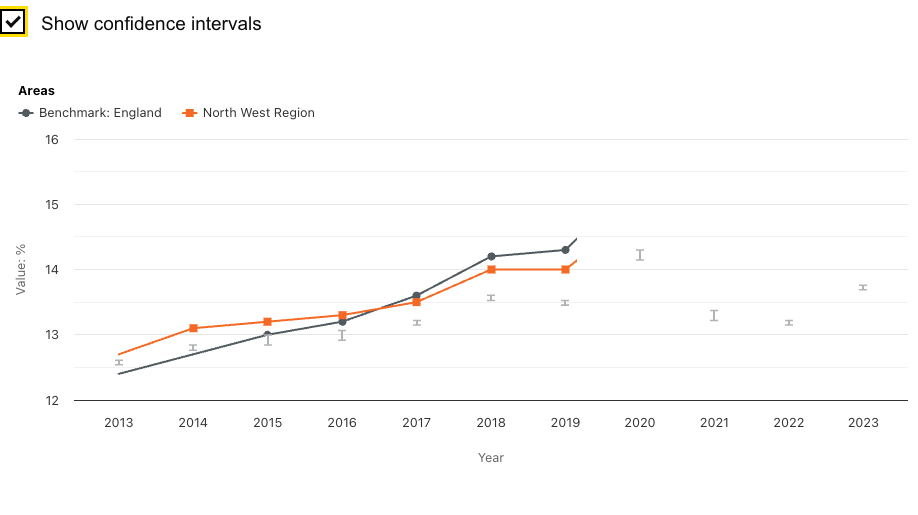 Show confidence intervals
Areas
Benchmark: England North West Region
16
15
14
13
12
Value: %
2013 2014 2015 2016 2017 2018 2019 2020 2021 2022 2023
Year